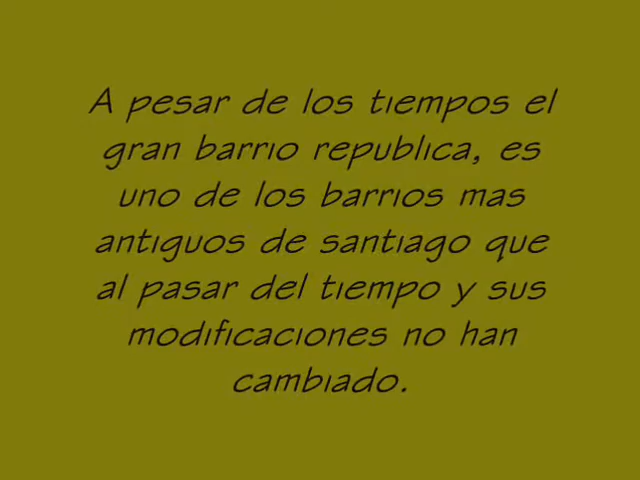 A pesar de los tiempos el
gran barrio republica, es
uno de los barrios mas
antiguos de santiago que
al pasar del tiempo y sus
modificaciones no han
cambiado.